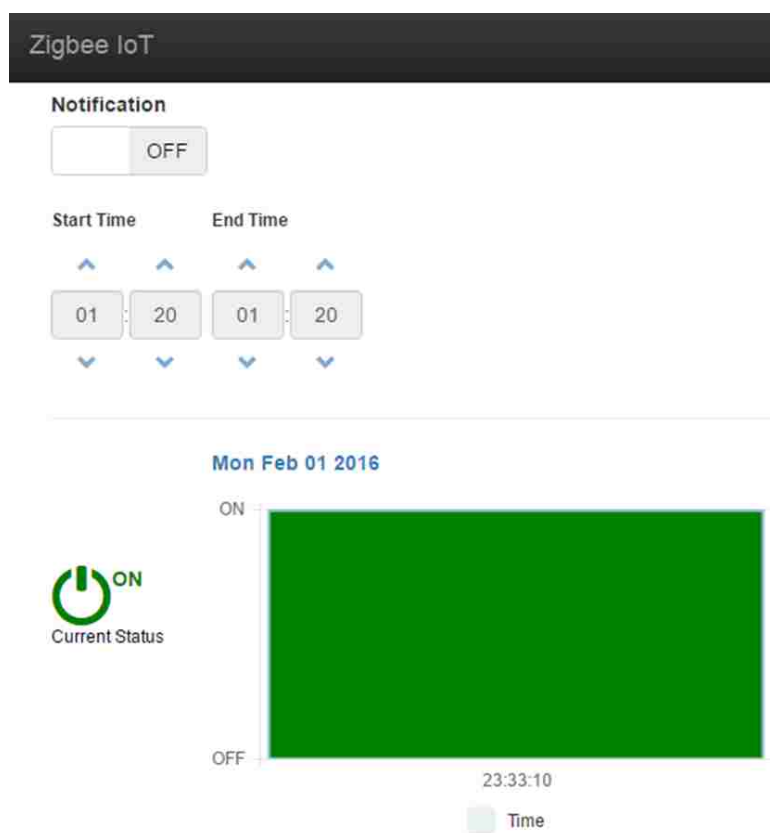 Zigbee IoT
Notification
OFF
Start Time End Time
01 : 20 01 : 20
Mon Feb 01 2016
ON
ON
Current Status
OFF
23:33:10
Time